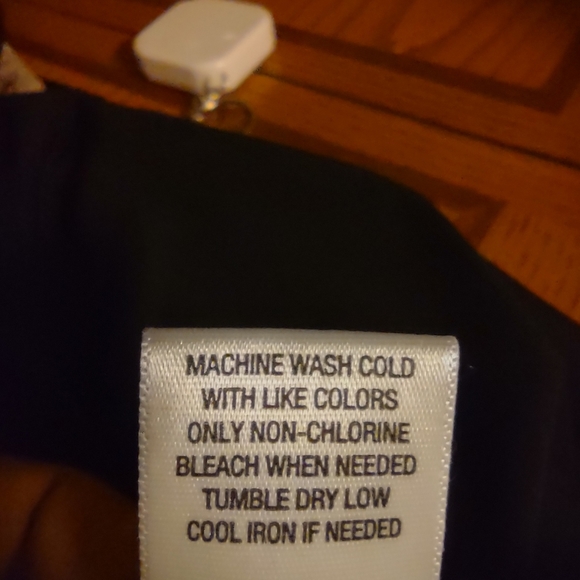 MACHINE WASH COLD
WITH LIKE COLORS
ONLY NON-CHLORINE
BLEACH WHEN NEEDED
TUMBLE DRY LOW
COOL IRON IF NEEDED